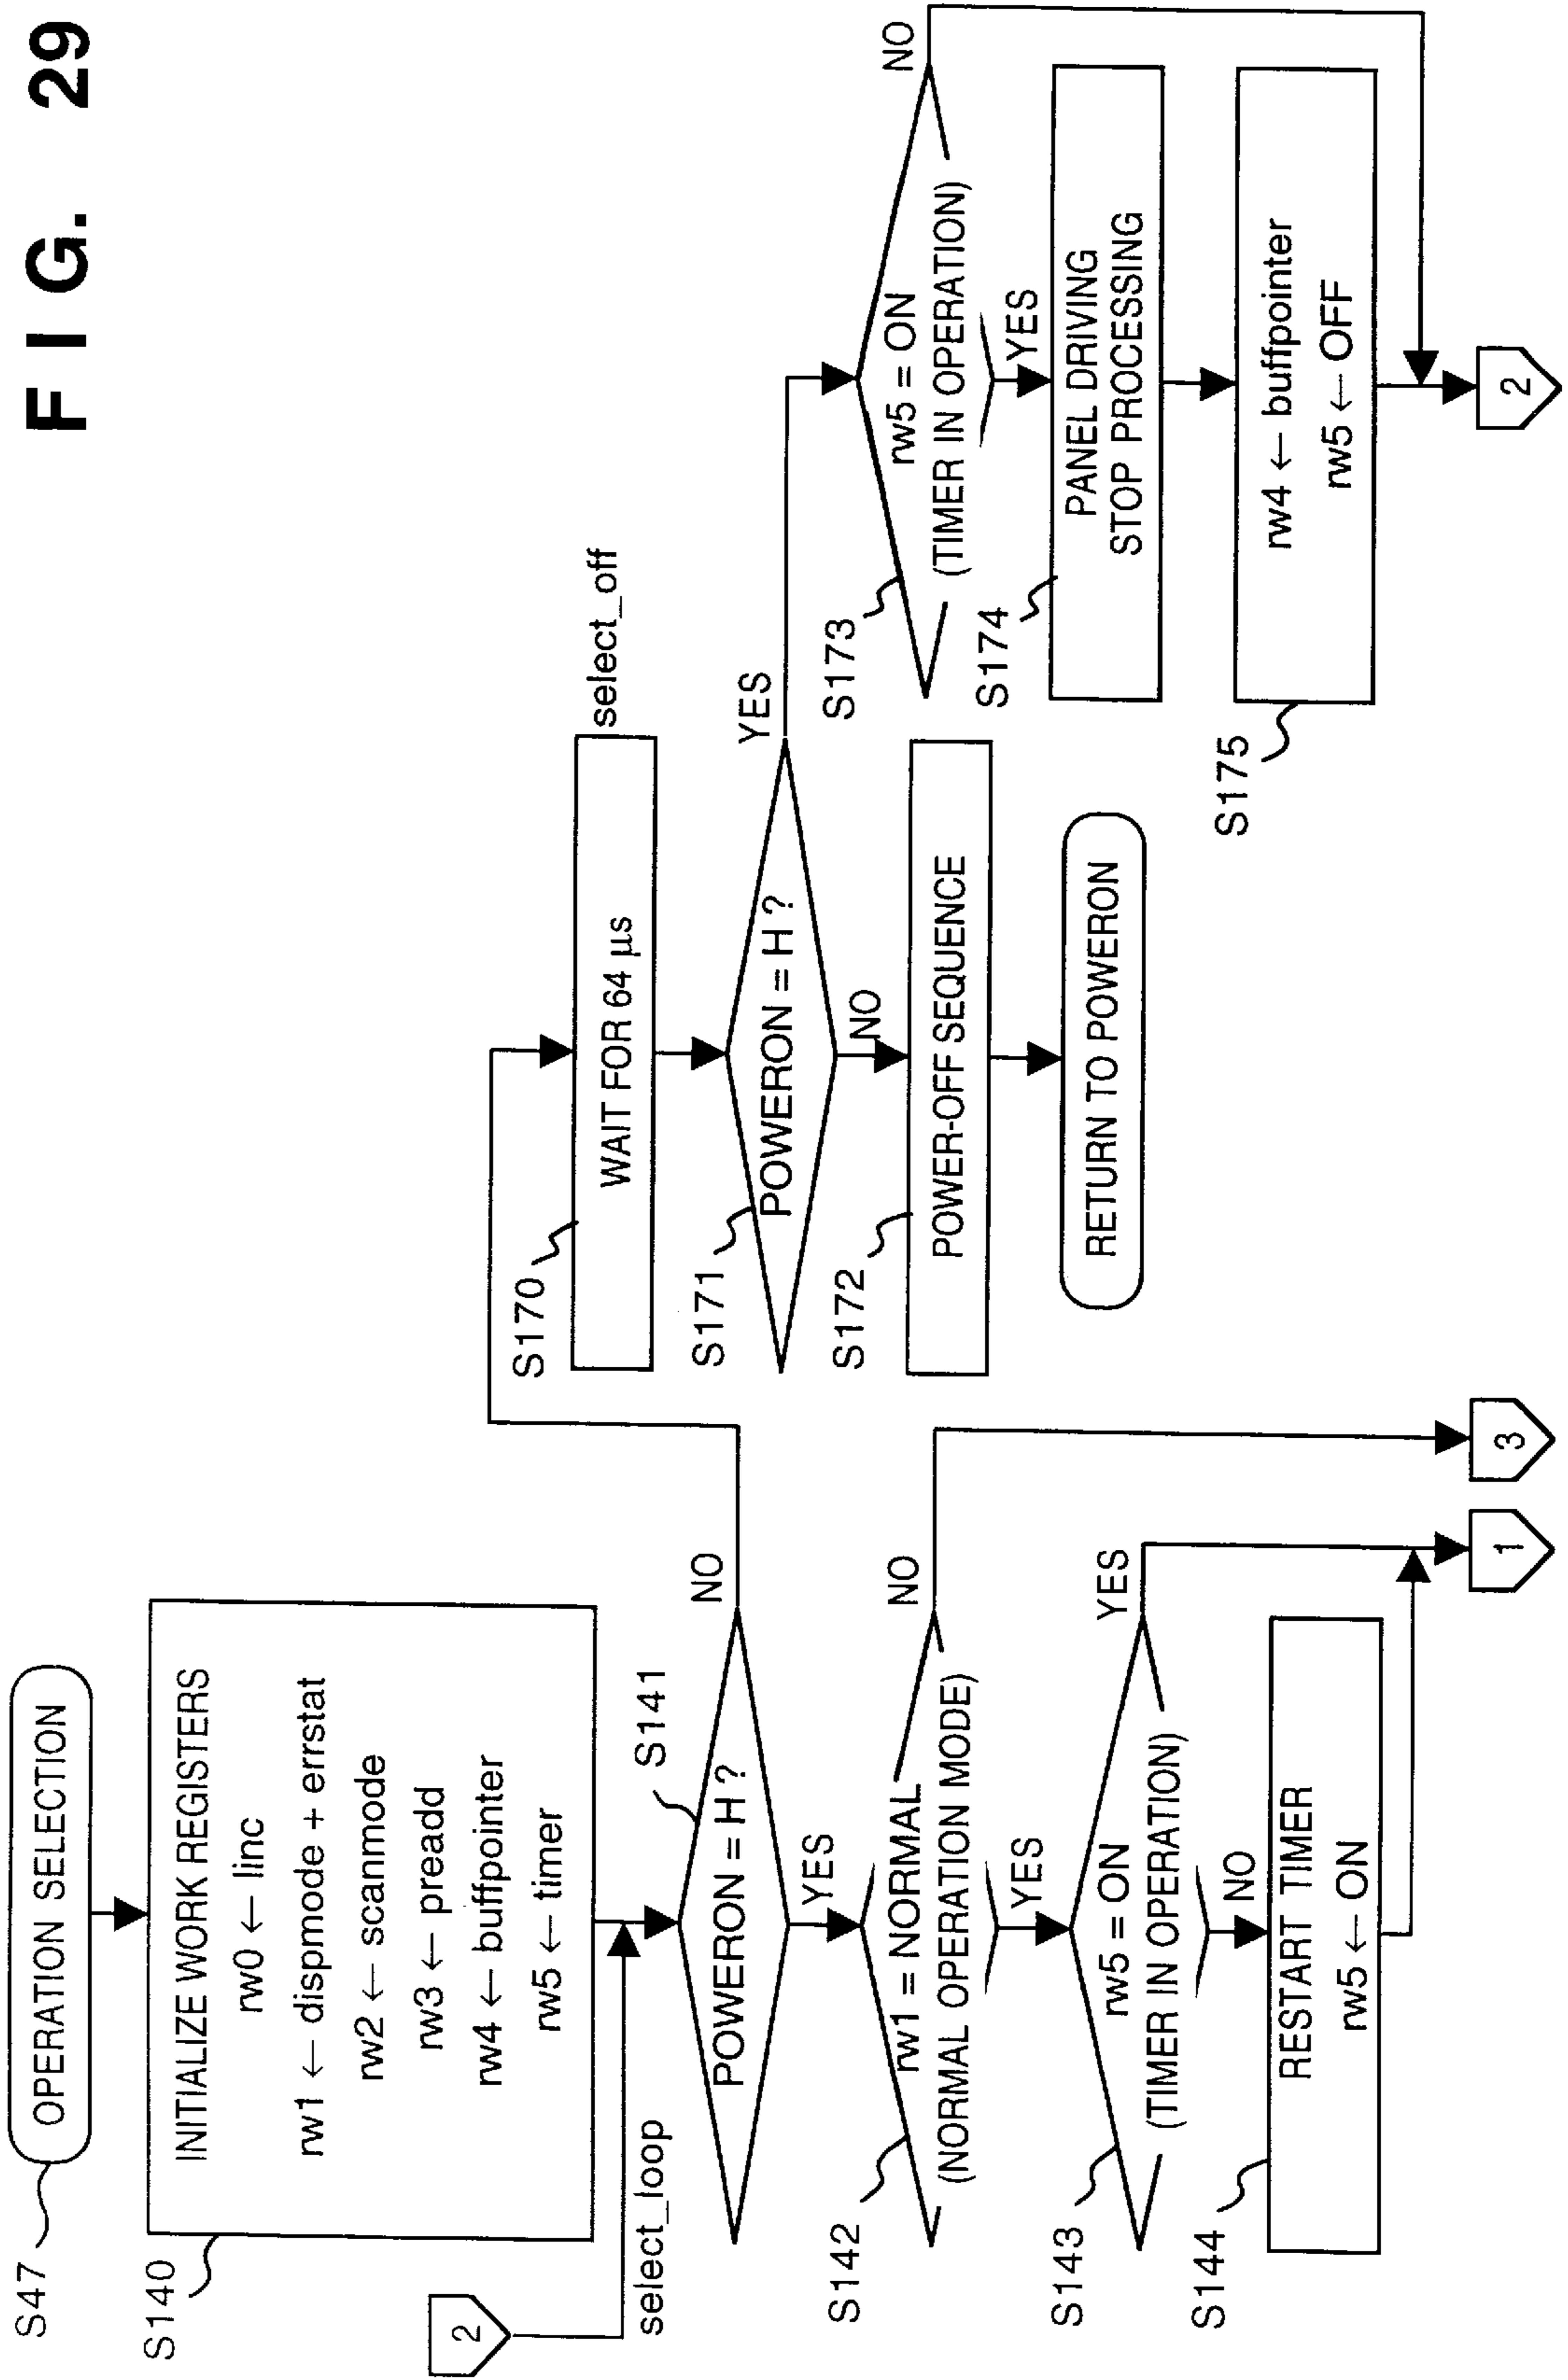 FIG. 29
S47
OPERATION SELECTION
S140
INITIALIZE WORK REGISTERS
rw0 ← linc
rw1 ← dispmode + errstat
rw2 ← scanmode
rw3 ← preadd
rw4 ← buffpointer
rw5 ← timer
2
select_loop
S141
POWERON = H ?
NO
YES
S142
rw1 = NORMAL
(NORMAL OPERATION MODE)
NO
YES
S143
rw5 = ON
(TIMER IN OPERATION)
YES
NO
S144
RESTART TIMER
rw5 ← ON
1
3
S170
WAIT FOR 64 µs
select_off
S171
POWERON = H ?
YES
NO
S172
POWER-OFF SEQUENCE
RETURN TO POWERON
S173
rw5 = ON
(TIMER IN OPERATION)
NO
YES
S174
PANEL DRIVING
STOP PROCESSING
S175
rw4 ← buffpointer
rw5 ← OFF
2